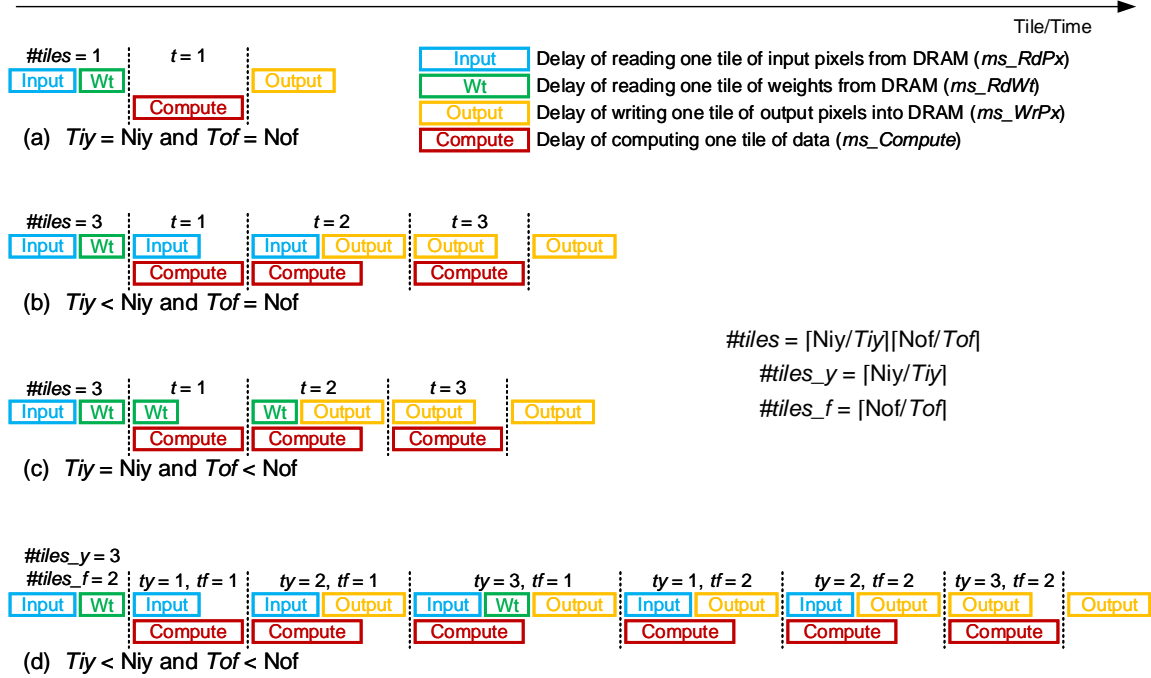 Tile/Time
#tiles = 1 t = 1
Input Wt Output
Compute
(a) Tiy = Niy and Tof = Nof
Input Delay of reading one tile of input pixels from DRAM (ms_RdPx)
Wt Delay of reading one tile of weights from DRAM (ms_RdWt)
Output Delay of writing one tile of output pixels into DRAM (ms_WrPx)
Compute Delay of computing one tile of data (ms_Compute)
#tiles = 3 t = 1 t = 2 t = 3
Input Wt Input Input Output Output Output
Compute Compute Compute
(b) Tiy < Niy and Tof = Nof
#tiles = ⌈Niy/Tiy⌉⌈Nof/Tof⌉
#tiles_y = ⌈Niy/Tiy⌉
#tiles_f = ⌈Nof/Tof⌉
#tiles = 3 t = 1 t = 2 t = 3
Input Wt Wt Wt Output Output Output
Compute Compute Compute
(c) Tiy = Niy and Tof < Nof
#tiles_y = 3
#tiles_f = 2 ty = 1, tf = 1 ty = 2, tf = 1 ty = 3, tf = 1 ty = 1, tf = 2 ty = 2, tf = 2 ty = 3, tf = 2
Input Wt Input Input Output Input Wt Output Input Output Input Output Output Output
Compute Compute Compute Compute Compute Compute
(d) Tiy < Niy and Tof < Nof